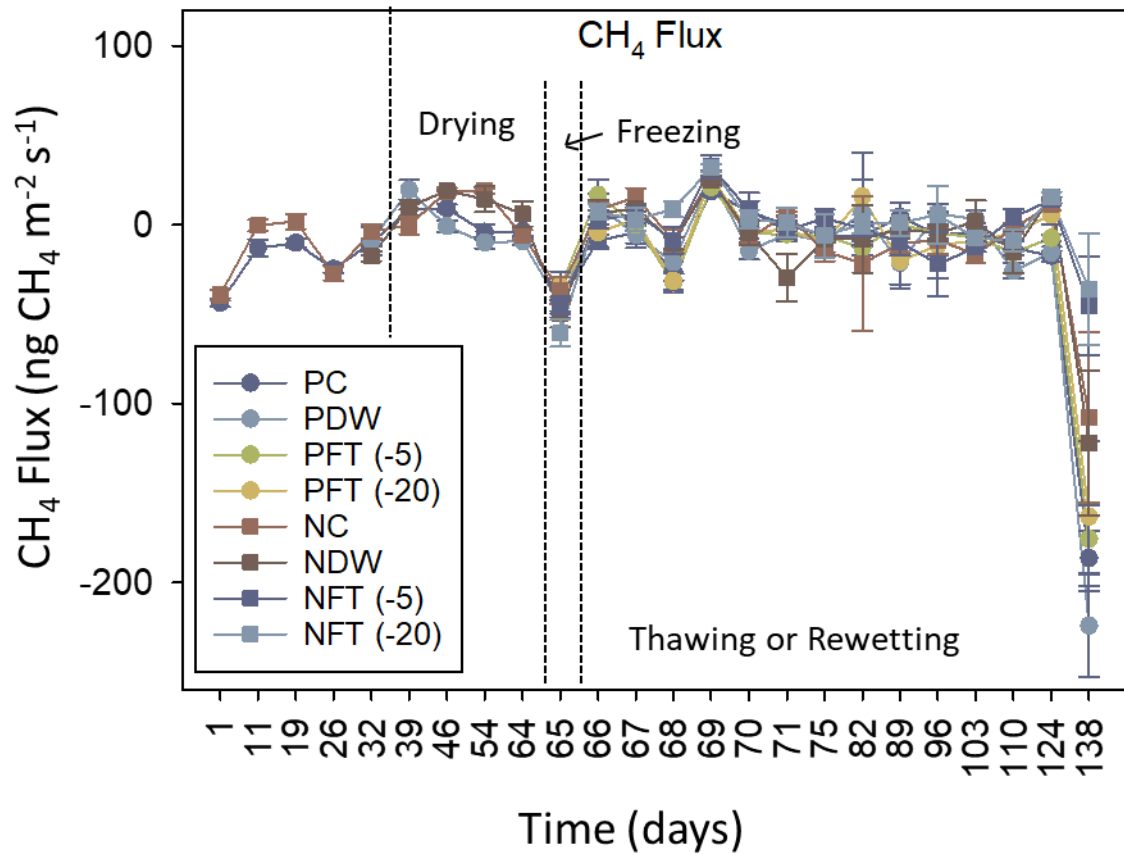 CH₄ Flux
CH₄ Flux (ng CH₄ m⁻² s⁻¹)
100
0
-100
-200
Drying
Freezing
PC
PDW
PFT (-5)
PFT (-20)
NC
NDW
NFT (-5)
NFT (-20)
Thawing or Rewetting
1 11 19 26 32 39 46 54 64 65 66 67 68 69 70 71 75 82 89 96 103 110 124 138
Time (days)